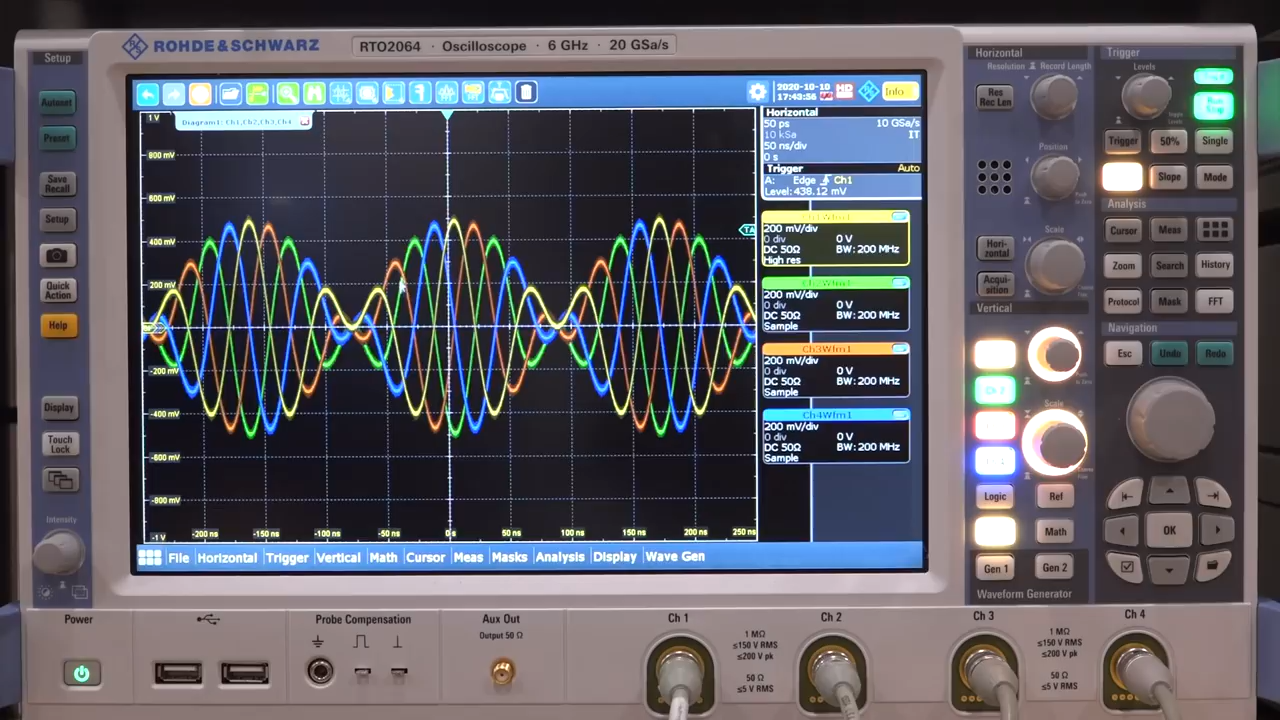 ROHDE & SCHWARZ
RTO2064 · Oscilloscope · 6 GHz · 20 GSa/s
Setup
Autoset
Preset
Save
Recall
Setup
Quick
Action
Help
Display
Touch
Lock
Intensity
2020-10-10
17:43:56
HD
Info
Diagram1: Ch1,Ch2,Ch3,Ch4
1 V
800 mV
600 mV
400 mV
200 mV
-200 mV
-400 mV
-600 mV
-800 mV
-1 V
-200 ns
-150 ns
-100 ns
-50 ns
0 s
50 ns
100 ns
150 ns
200 ns
250 ns
TA
Horizontal
50 ps 10 GSa/s
10 kSa IT
50 ns/div
0 s
Trigger Auto
A: Edge Ch1
Level: 438.12 mV
Ch1Wfm1
200 mV/div
0 div 0 V
DC 50Ω BW: 200 MHz
High res
200 mV/div
0 div 0 V
DC 50Ω BW: 200 MHz
Sample
Ch3Wfm1
200 mV/div
0 div 0 V
DC 50Ω BW: 200 MHz
Sample
Ch4Wfm1
200 mV/div
0 div 0 V
DC 50Ω BW: 200 MHz
Sample
File Horizontal Trigger Vertical Math Cursor Meas Masks Analysis Display Wave Gen
Horizontal
Resolution Record Length
Res
Rec Len
Position
Scale
Hori-
zontal
Acqui-
sition
Vertical
Scale
Logic
Ref
Math
Gen 1
Gen 2
Waveform Generator
Trigger
Levels
Trigger
50%
Single
Slope
Mode
Analysis
Cursor
Meas
Zoom
Search
History
Protocol
Mask
FFT
Navigation
Esc
Undo
Redo
OK
Power
Probe Compensation
Aux Out
Output 50 Ω
Ch 1
1 MΩ
≤150 V RMS
≤200 V pk
50 Ω
≤5 V RMS
Ch 2
Ch 3
1 MΩ
≤150 V RMS
≤200 V pk
50 Ω
≤5 V RMS
Ch 4